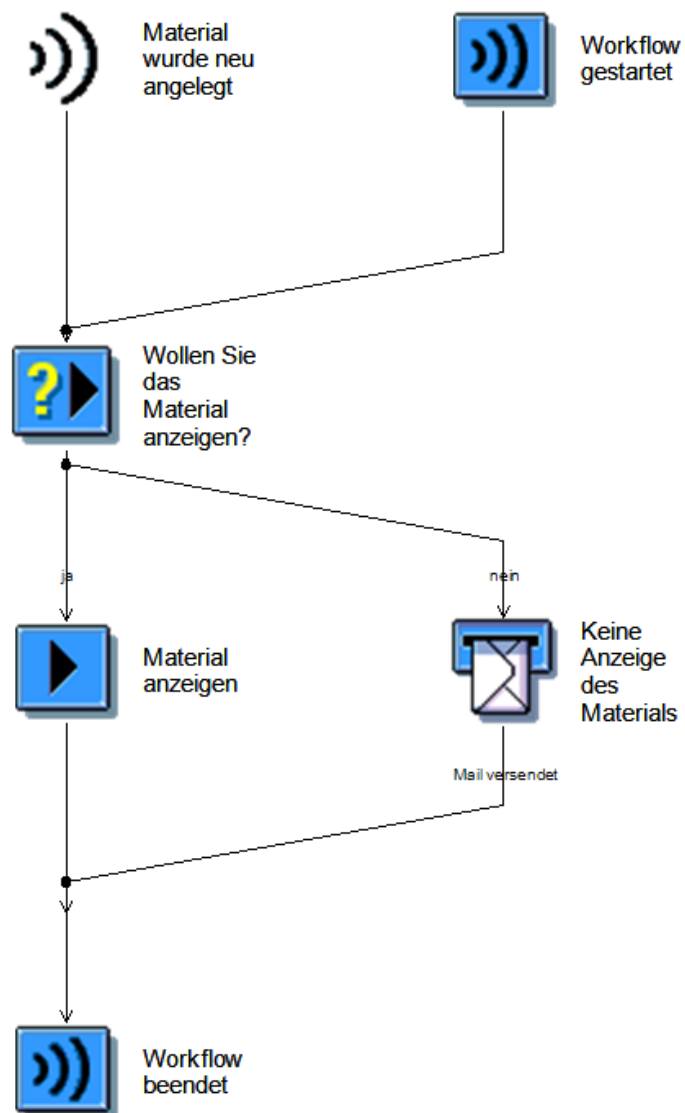 Material
wurde neu
angelegt
Workflow
gestartet
?
Wollen Sie
das
Material
anzeigen?
ja
nein
Material
anzeigen
Keine
Anzeige
des
Materials
Mail versendet
Workflow
beendet